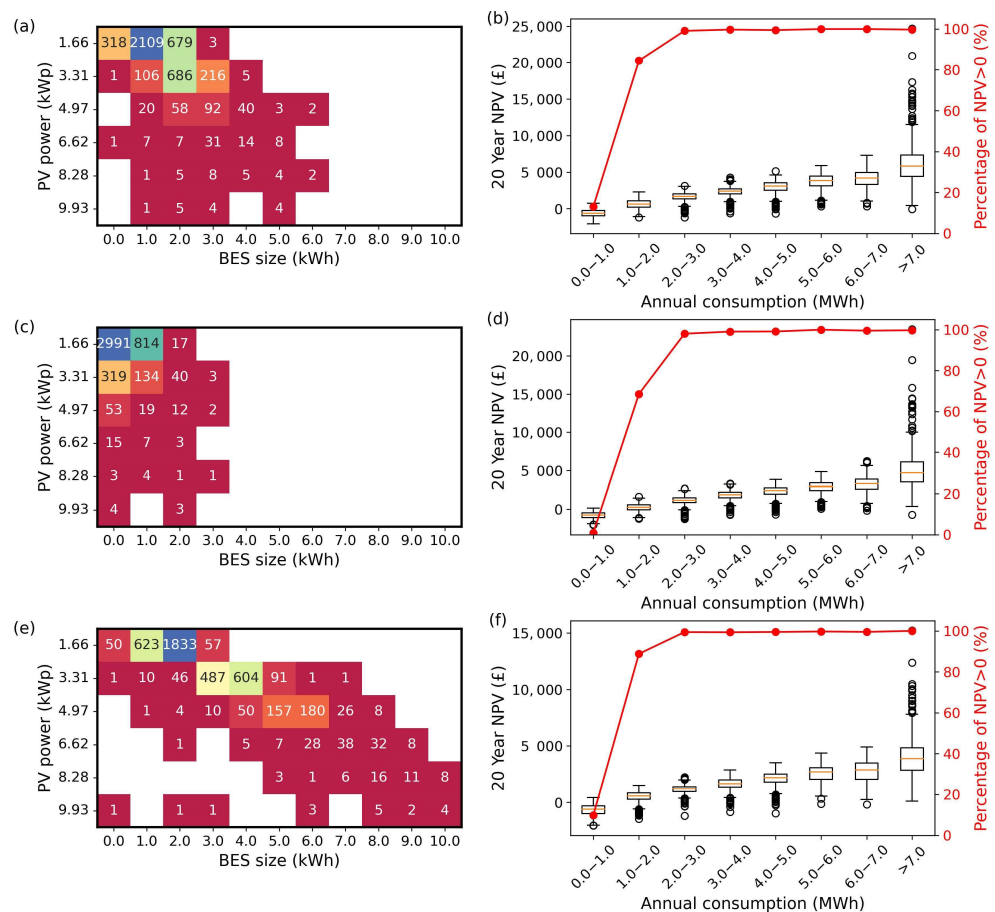 (a)
PV power (kWp)
1.66 318 2109 679 3
3.31 1 106 686 216 5
4.97 20 58 92 40 3 2
6.62 1 7 7 31 14 8
8.28 1 5 8 5 4 2
9.93 1 5 4 4
0.0 1.0 2.0 3.0 4.0 5.0 6.0 7.0 8.0 9.0 10.0
BES size (kWh)
(b)
20 Year NPV (£)
25,000
20,000
15,000
10,000
5 000
0
Percentage of NPV>0 (%)
100
80
60
40
20
0
0.0−1.0 1.0−2.0 2.0−3.0 3.0−4.0 4.0−5.0 5.0−6.0 6.0−7.0 >7.0
Annual consumption (MWh)
(c)
PV power (kWp)
1.66 2991 814 17
3.31 319 134 40 3
4.97 53 19 12 2
6.62 15 7 3
8.28 3 4 1 1
9.93 4 3
0.0 1.0 2.0 3.0 4.0 5.0 6.0 7.0 8.0 9.0 10.0
BES size (kWh)
(d)
20 Year NPV (£)
20,000
15,000
10,000
5 000
0
Percentage of NPV>0 (%)
100
80
60
40
20
0
0.0−1.0 1.0−2.0 2.0−3.0 3.0−4.0 4.0−5.0 5.0−6.0 6.0−7.0 >7.0
Annual consumption (MWh)
(e)
PV power (kWp)
1.66 50 623 1833 57
3.31 1 10 46 487 604 91 1 1
4.97 1 4 10 50 157 180 26 8
6.62 1 5 7 28 38 32 8
8.28 3 1 6 16 11 8
9.93 1 1 1 3 5 2 4
0.0 1.0 2.0 3.0 4.0 5.0 6.0 7.0 8.0 9.0 10.0
BES size (kWh)
(f)
20 Year NPV (£)
15,000
10,000
5 000
0
Percentage of NPV>0 (%)
100
80
60
40
20
0
0.0−1.0 1.0−2.0 2.0−3.0 3.0−4.0 4.0−5.0 5.0−6.0 6.0−7.0 >7.0
Annual consumption (MWh)